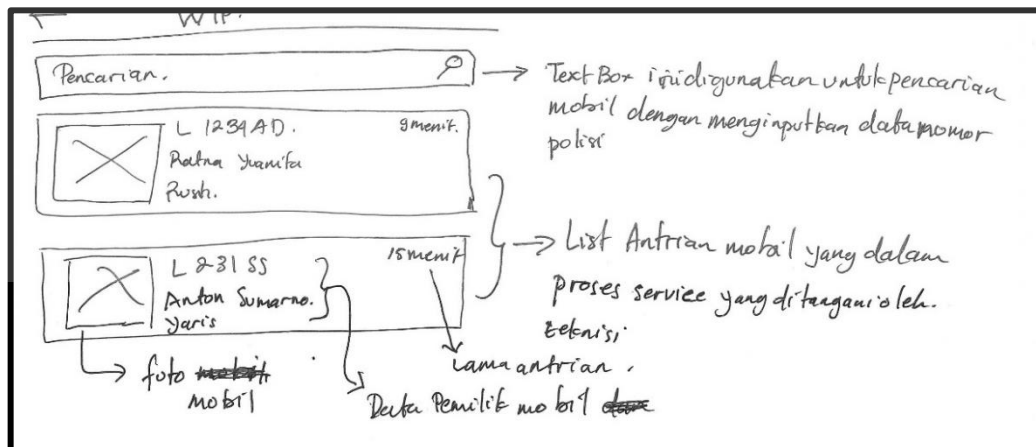 WIP.
Pencarian.
Text Box ini digunakan untuk pencarian
mobil dengan menginputkan data nomor
polisi
L 1234 AD. 9 menit.
Ratna Yuanita
Rush.
L 231 SS 15 menit
Anton Sumarno.
Yaris
List Antrian mobil yang dalam
proses service yang ditangani oleh.
teknisi
foto
mobil
Lama antrian.
Data Pemilik mobil